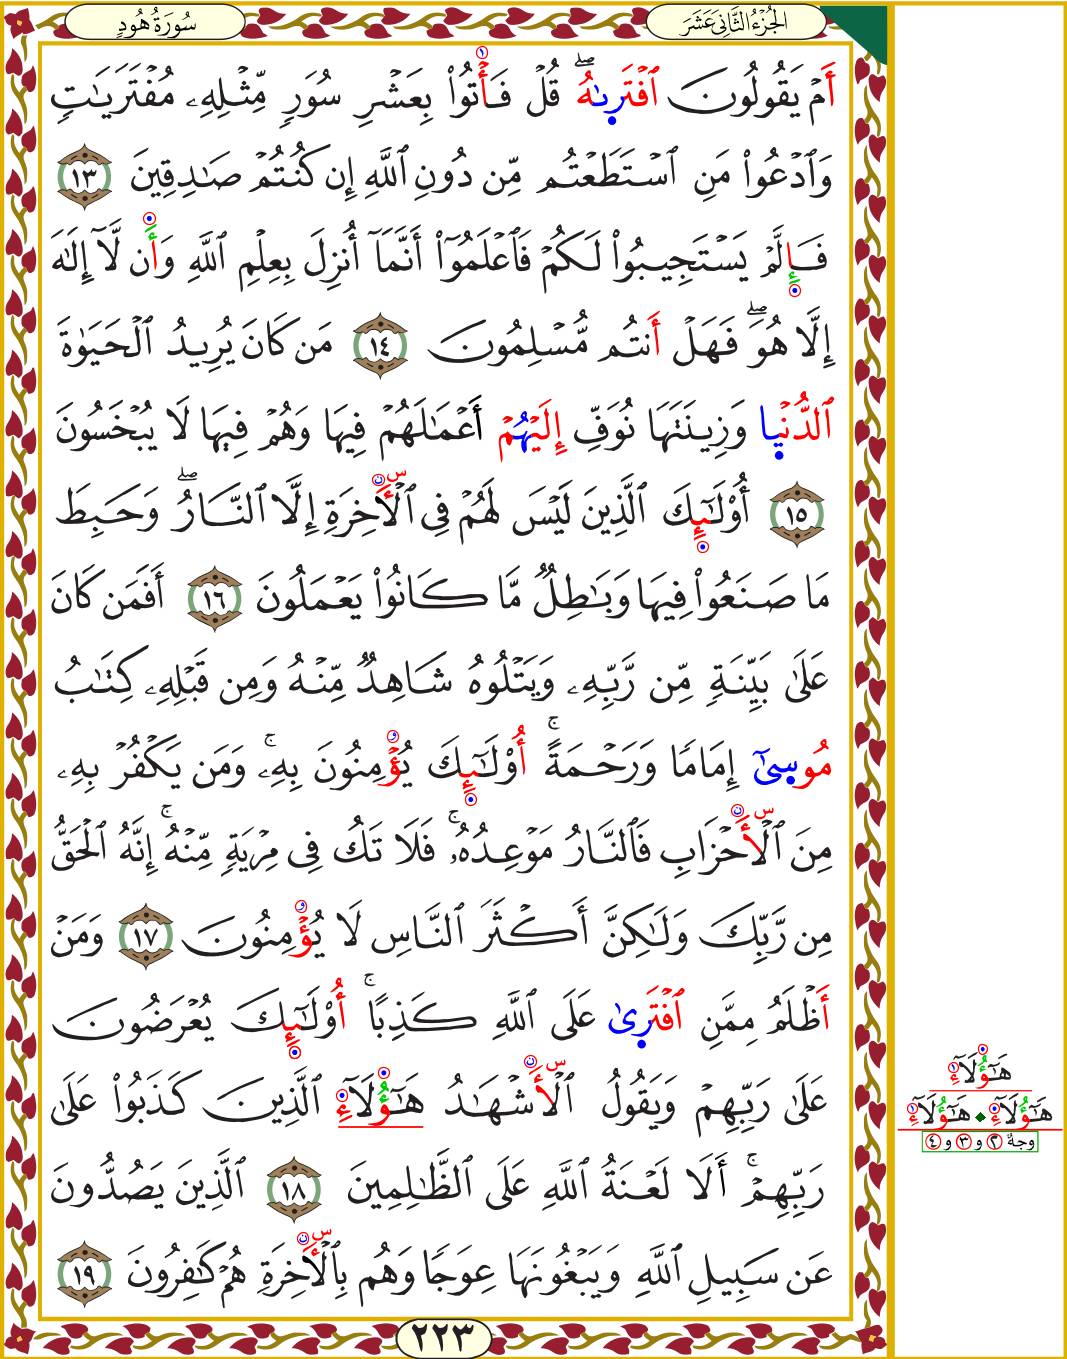 الجُزْءُ الثَّانِيَ عَشَرَ
سُورَةُ هُودٍ
أَمۡ يَقُولُونَ ٱفۡتَرَىٰهُۖ قُلۡ فَأۡتُواْ بِعَشۡرِ سُوَرٖ مِّثۡلِهِۦ مُفۡتَرَيَٰتٖ
وَٱدۡعُواْ مَنِ ٱسۡتَطَعۡتُم مِّن دُونِ ٱللَّهِ إِن كُنتُمۡ صَٰدِقِينَ ١٣
فَإِلَّمۡ يَسۡتَجِيبُواْ لَكُمۡ فَٱعۡلَمُوٓاْ أَنَّمَآ أُنزِلَ بِعِلۡمِ ٱللَّهِ وَأَن لَّآ إِلَٰهَ
إِلَّا هُوَۖ فَهَلۡ أَنتُم مُّسۡلِمُونَ ١٤ مَن كَانَ يُرِيدُ ٱلۡحَيَوٰةَ
ٱلدُّنۡيَا وَزِينَتَهَا نُوَفِّ إِلَيۡهُمۡ أَعۡمَٰلَهُمۡ فِيهَا وَهُمۡ فِيهَا لَا يُبۡخَسُونَ
١٥ أُوْلَٰٓئِكَ ٱلَّذِينَ لَيۡسَ لَهُمۡ فِي ٱلۡأٓخِرَةِ إِلَّا ٱلنَّارُۖ وَحَبِطَ
مَا صَنَعُواْ فِيهَا وَبَٰطِلٞ مَّا كَانُواْ يَعۡمَلُونَ ١٦ أَفَمَن كَانَ
عَلَىٰ بَيِّنَةٖ مِّن رَّبِّهِۦ وَيَتۡلُوهُ شَاهِدٞ مِّنۡهُ وَمِن قَبۡلِهِۦ كِتَٰبُ
مُوسَىٰٓ إِمَامٗا وَرَحۡمَةًۚ أُوْلَٰٓئِكَ يُؤۡمِنُونَ بِهِۦۚ وَمَن يَكۡفُرۡ بِهِۦ
مِنَ ٱلۡأَحۡزَابِ فَٱلنَّارُ مَوۡعِدُهُۥۚ فَلَا تَكُ فِي مِرۡيَةٖ مِّنۡهُۚ إِنَّهُ ٱلۡحَقُّ
مِن رَّبِّكَ وَلَٰكِنَّ أَكۡثَرَ ٱلنَّاسِ لَا يُؤۡمِنُونَ ١٧ وَمَنۡ
أَظۡلَمُ مِمَّنِ ٱفۡتَرَىٰ عَلَى ٱللَّهِ كَذِبًاۚ أُوْلَٰٓئِكَ يُعۡرَضُونَ
عَلَىٰ رَبِّهِمۡ وَيَقُولُ ٱلۡأَشۡهَٰدُ هَٰٓؤُلَآءِ ٱلَّذِينَ كَذَبُواْ عَلَىٰ
رَبِّهِمۡۚ أَلَا لَعۡنَةُ ٱللَّهِ عَلَى ٱلظَّٰلِمِينَ ١٨ ٱلَّذِينَ يَصُدُّونَ
عَن سَبِيلِ ٱللَّهِ وَيَبۡغُونَهَا عِوَجٗا وَهُم بِٱلۡأٓخِرَةِ هُمۡ كَٰفِرُونَ ١٩
٢٢٣
هَٰٓؤُلَآءِ
هَٰٓؤُلَآءِ ◆ هَٰٓؤُلَآءِ
وجهُ ٢ و ٣ و ٤